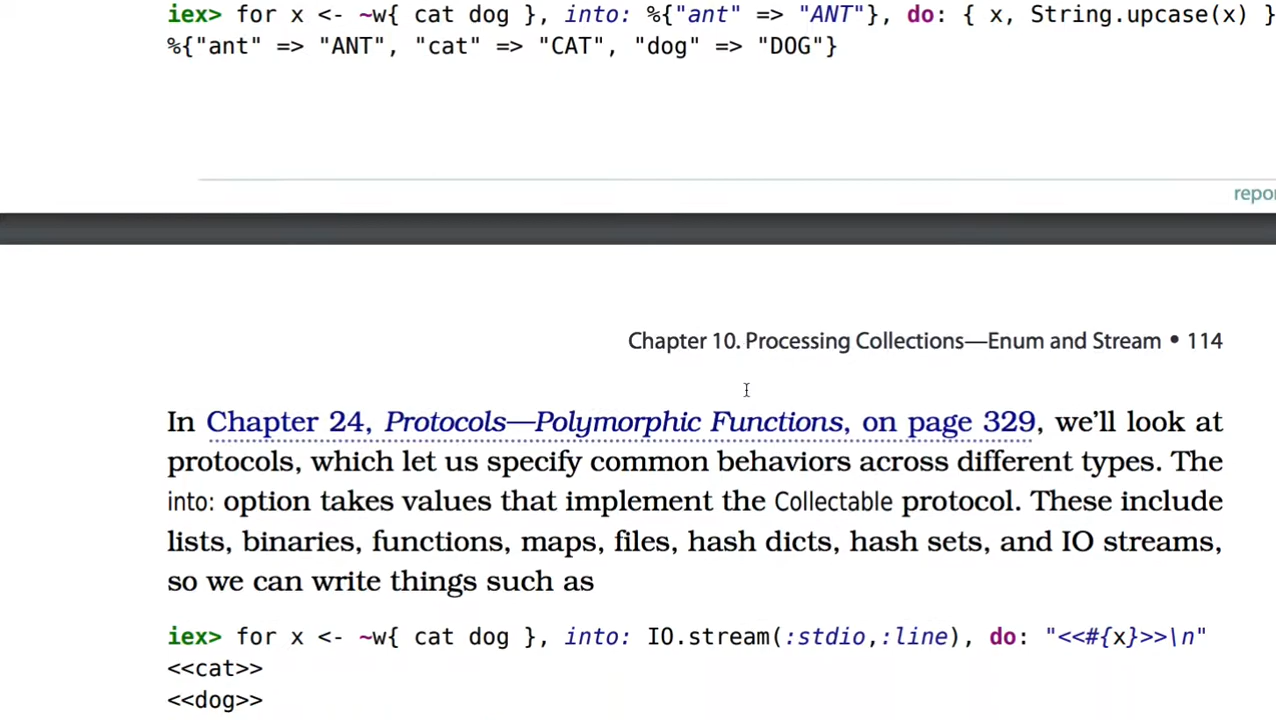 iex> for x <- ~w{ cat dog }, into: %{"ant" => "ANT"}, do: { x, String.upcase(x) }
%{"ant" => "ANT", "cat" => "CAT", "dog" => "DOG"}
Chapter 10. Processing Collections—Enum and Stream • 114
In Chapter 24, Protocols—Polymorphic Functions, on page 329, we'll look at
protocols, which let us specify common behaviors across different types. The
into: option takes values that implement the Collectable protocol. These include
lists, binaries, functions, maps, files, hash dicts, hash sets, and IO streams,
so we can write things such as
iex> for x <- ~w{ cat dog }, into: IO.stream(:stdio,:line), do: "<<#{x}>>\n"
<<cat>>
<<dog>>